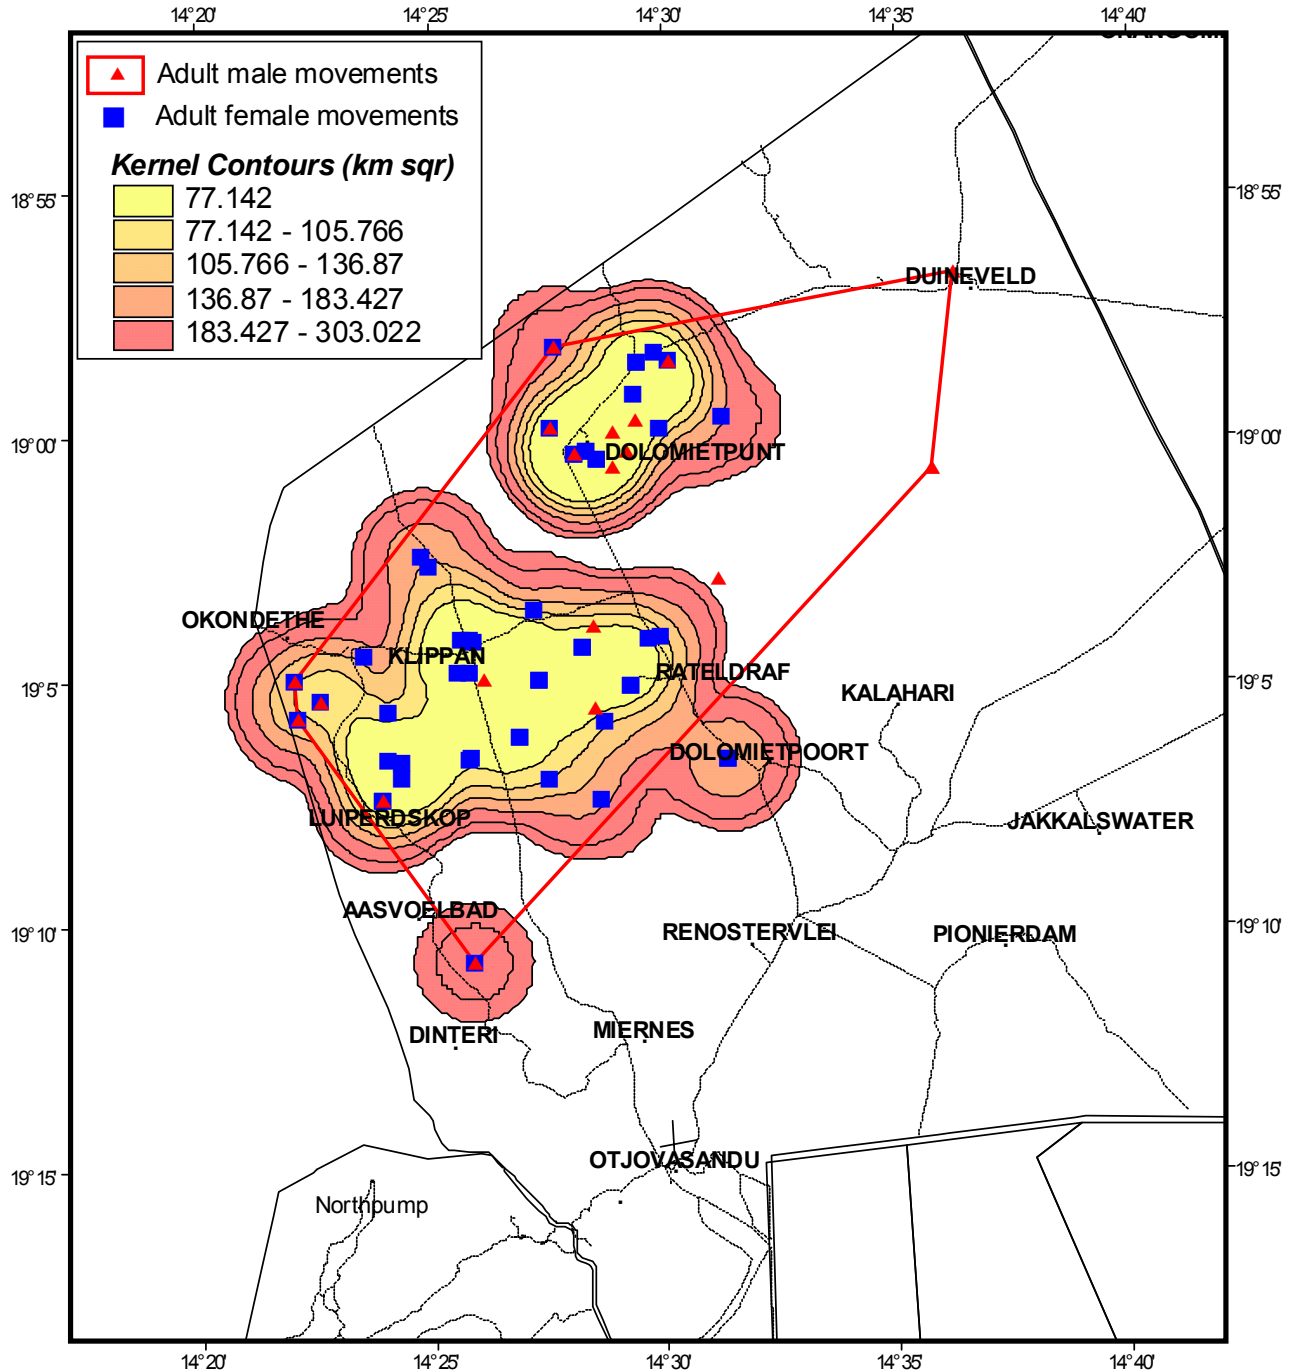 14°20' 14°25' 14°30' 14°35' 14°40'
Adult male movements
Adult female movements
Kernel Contours (km sqr)
77.142
77.142 - 105.766
105.766 - 136.87
136.87 - 183.427
183.427 - 303.022
18°55' 18°55'
DUINEVELD
19°00' 19°00'
DOLOMIETPUNT
OKONDETHE
KLIPPAN
RATELDRAF
19°5' 19°5'
KALAHARI
DOLOMIETPOORT
LUIPERDSKOP
JAKKALSWATER
AASVOELBAD
19°10' 19°10'
RENOSTERVLEI
PIONIERDAM
DINTERI
MIERNES
OTJOVASANDU
19°15' 19°15'
Northpump
14°20' 14°25' 14°30' 14°35' 14°40'